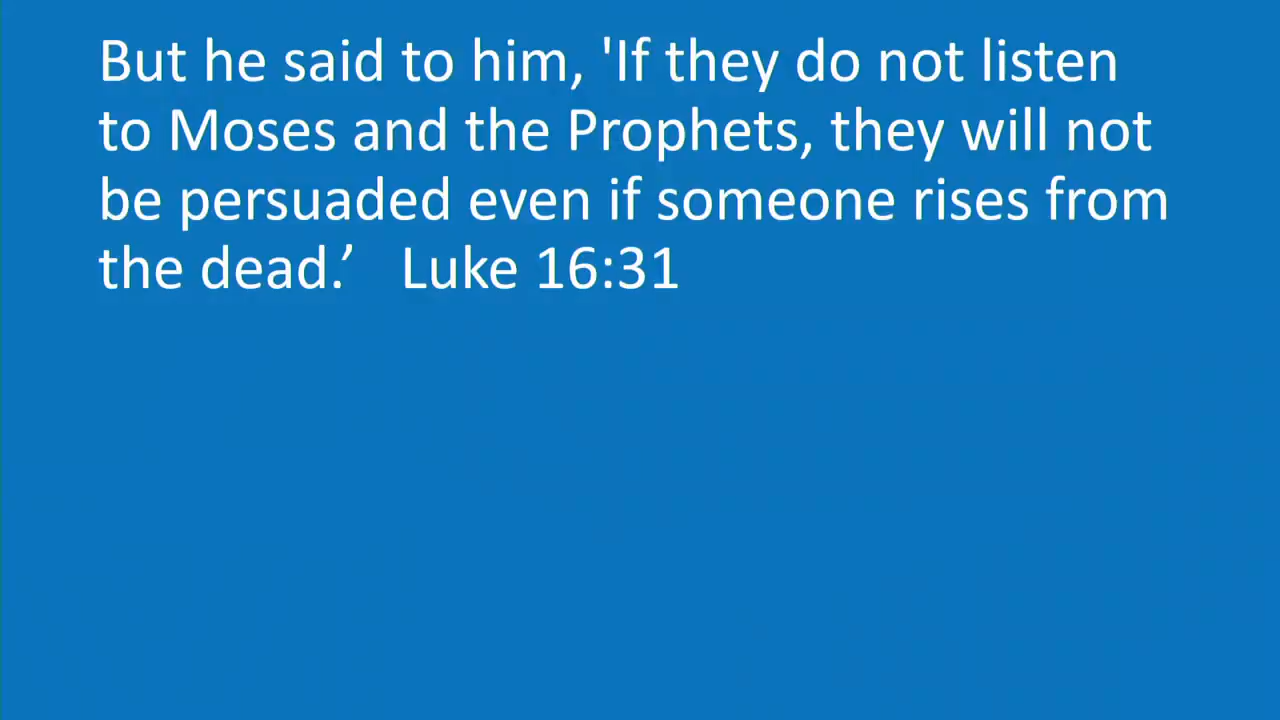 But he said to him, 'If they do not listen
to Moses and the Prophets, they will not
be persuaded even if someone rises from
the dead.’   Luke 16:31